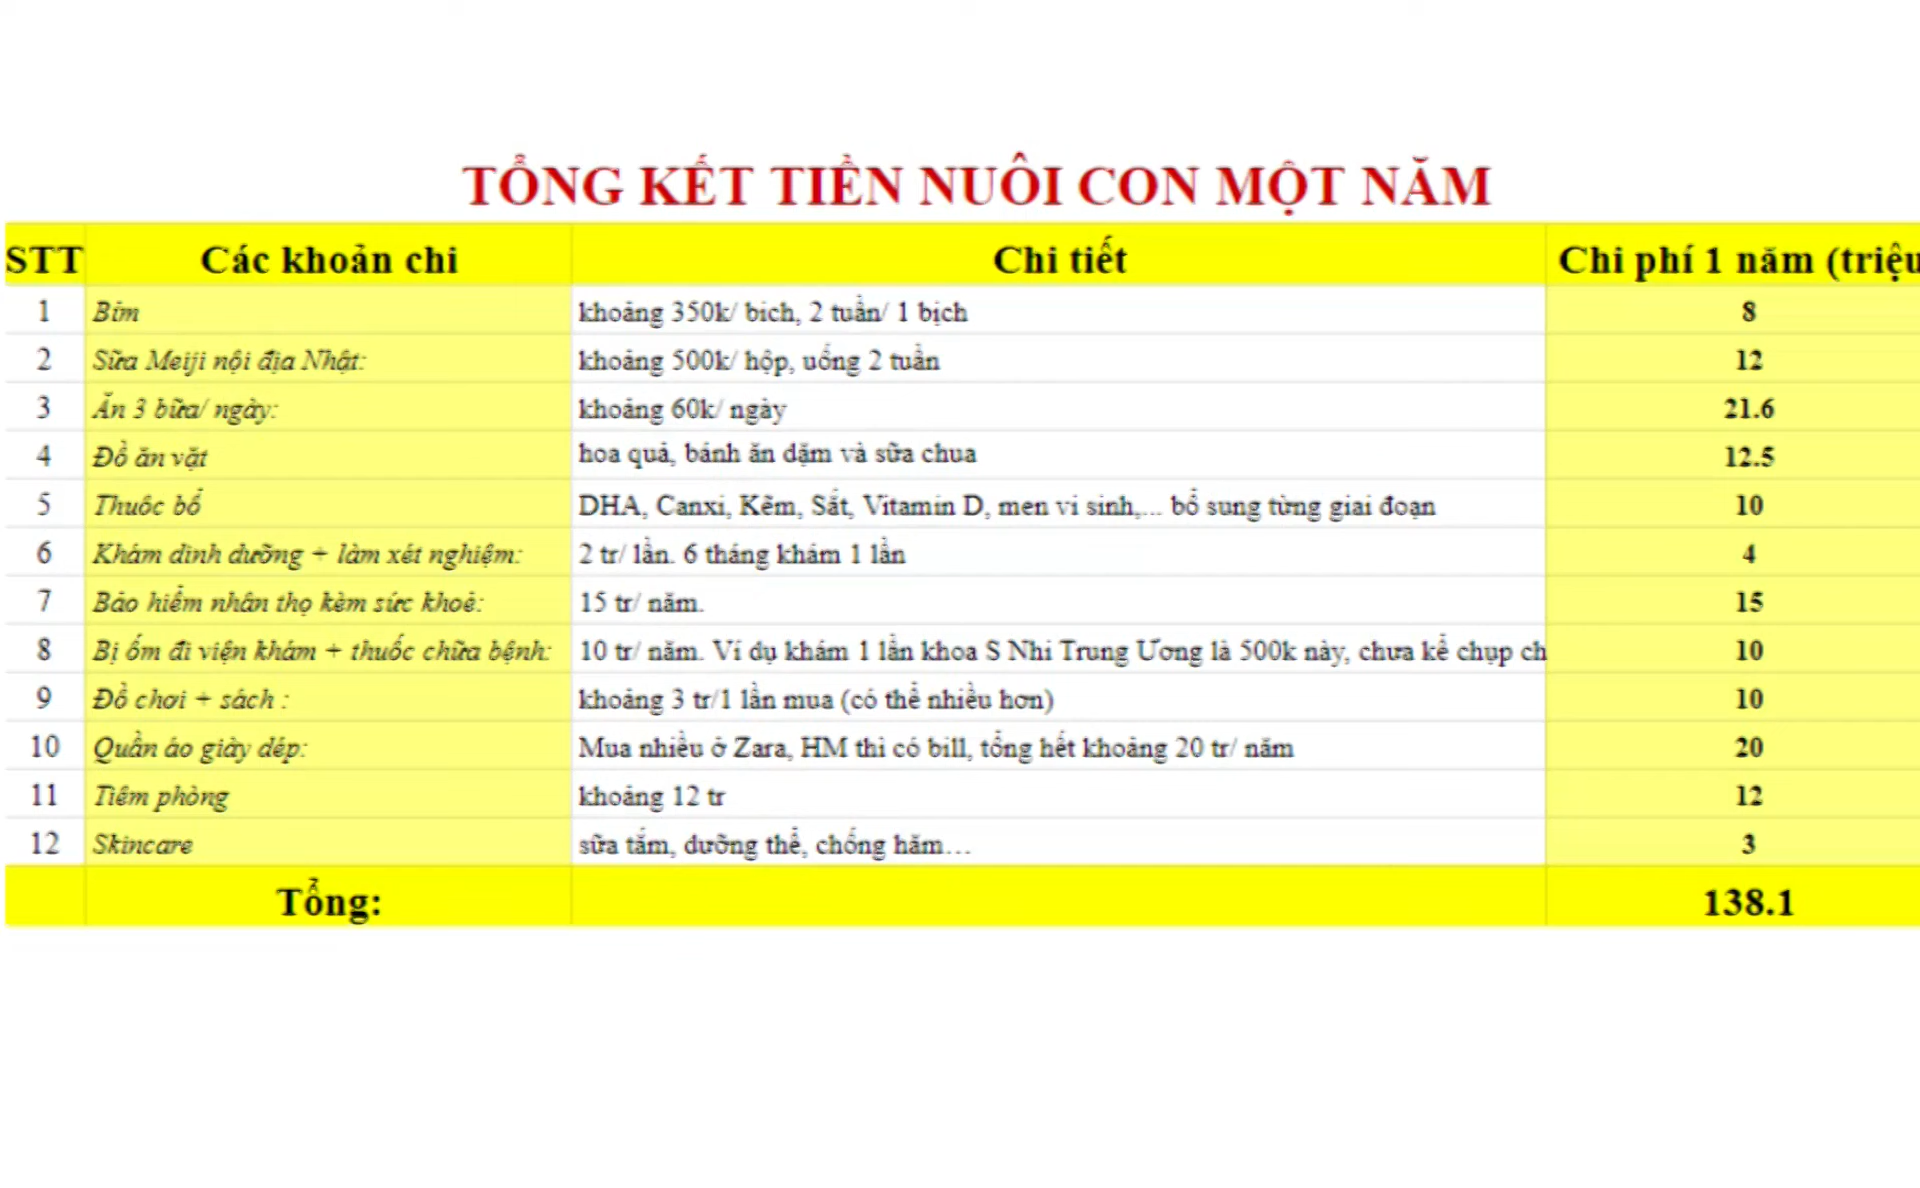 TỔNG KẾT TIỀN NUÔI CON MỘT NĂM
STT Các khoản chi Chi tiết Chi phí 1 năm (triệu
1 Bỉm khoảng 350k/ bich, 2 tuần/ 1 bịch 8
2 Sữa Meiji nội địa Nhật: khoảng 500k/ hộp, uống 2 tuần 12
3 Ăn 3 bữa/ ngày: khoảng 60k/ ngày 21.6
4 Đồ ăn vặt hoa quả, bánh ăn dặm và sữa chua 12.5
5 Thuôc bổ DHA, Canxi, Kẽm, Sắt, Vitamin D, men vi sinh,... bổ sung từng giai đoạn 10
6 Khám dinh dưỡng + làm xét nghiệm: 2 tr/ lần. 6 tháng khám 1 lần 4
7 Bảo hiểm nhân thọ kèm sức khoẻ: 15 tr/ năm. 15
8 Bị ốm đi viện khám + thuốc chữa bệnh: 10 tr/ năm. Ví dụ khám 1 lần khoa S Nhi Trung Ương là 500k này, chưa kể chụp ch 10
9 Đồ chơi + sách : khoảng 3 tr/1 lần mua (có thể nhiều hơn) 10
10 Quần áo giày dép: Mua nhiều ở Zara, HM thì có bill, tổng hết khoảng 20 tr/ năm 20
11 Tiêm phòng khoảng 12 tr 12
12 Skincare sữa tắm, dưỡng thể, chống hăm... 3
Tổng: 138.1